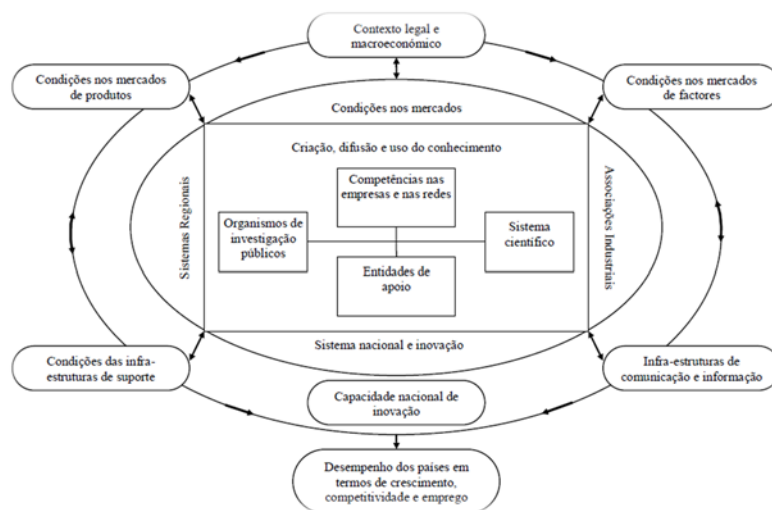 Contexto legal e
macroeconómico
Condições nos mercados
de produtos
Condições nos mercados
de factores
Condições nos mercados
Criação, difusão e uso do conhecimento
Competências nas
empresas e nas redes
Sistemas Regionais
Organismos de
investigação
públicos
Sistema
científico
Associações Industriais
Entidades de
apoio
Sistema nacional e inovação
Condições das infra-
estruturas de suporte
Infra-estruturas de
comunicação e informação
Capacidade nacional de
inovação
Desempenho dos países em
termos de crescimento,
competitividade e emprego